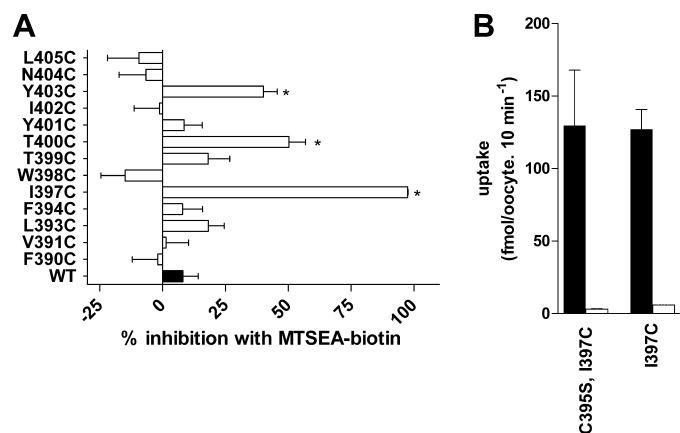 A
L405C
N404C
Y403C
*
I402C
Y401C
T400C
*
T399C
W398C
I397C
*
F394C
L393C
V391C
F390C
WT
-25
0
25
50
75
100
% inhibition with MTSEA-biotin
B
200
150
100
50
0
uptake
(fmol/oocyte. 10 min⁻¹)
C395S, I397C
I397C